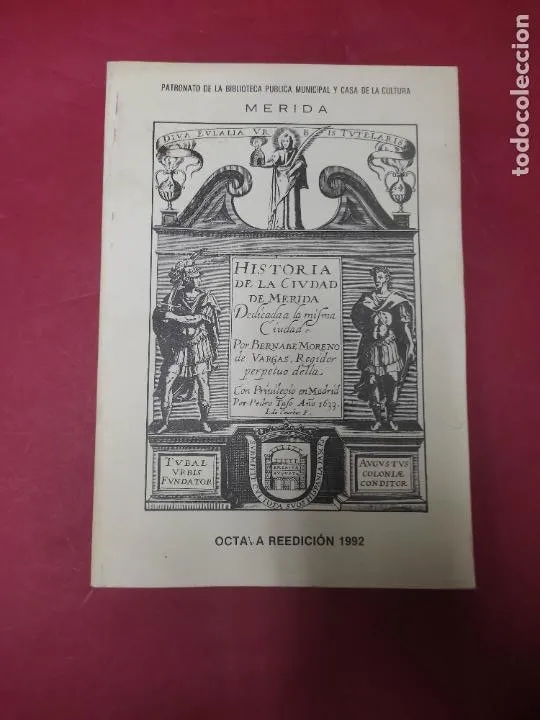 PATRONATO DE LA BIBLIOTECA PUBLICA MUNICIPAL Y CASA DE LA CULTURA
MERIDA
DIVA EVLALIA VR B IS TVTELARIS
HISTORIA
DE LA CIVDAD
DE MERIDA
Dedicada a la misma
Ciudad.
Por BERNABE MORENO
de VARGAS, Regidor
perpetuo della.
Con Privilegio en Madrid
Por Pedro Taso Año 1633.
TVBAL
VRBIS
FVNDATOR
AVGVSTVS
COLONIÆ
CONDITOR
OCTAVA REEDICIÓN 1992
todocoleccion